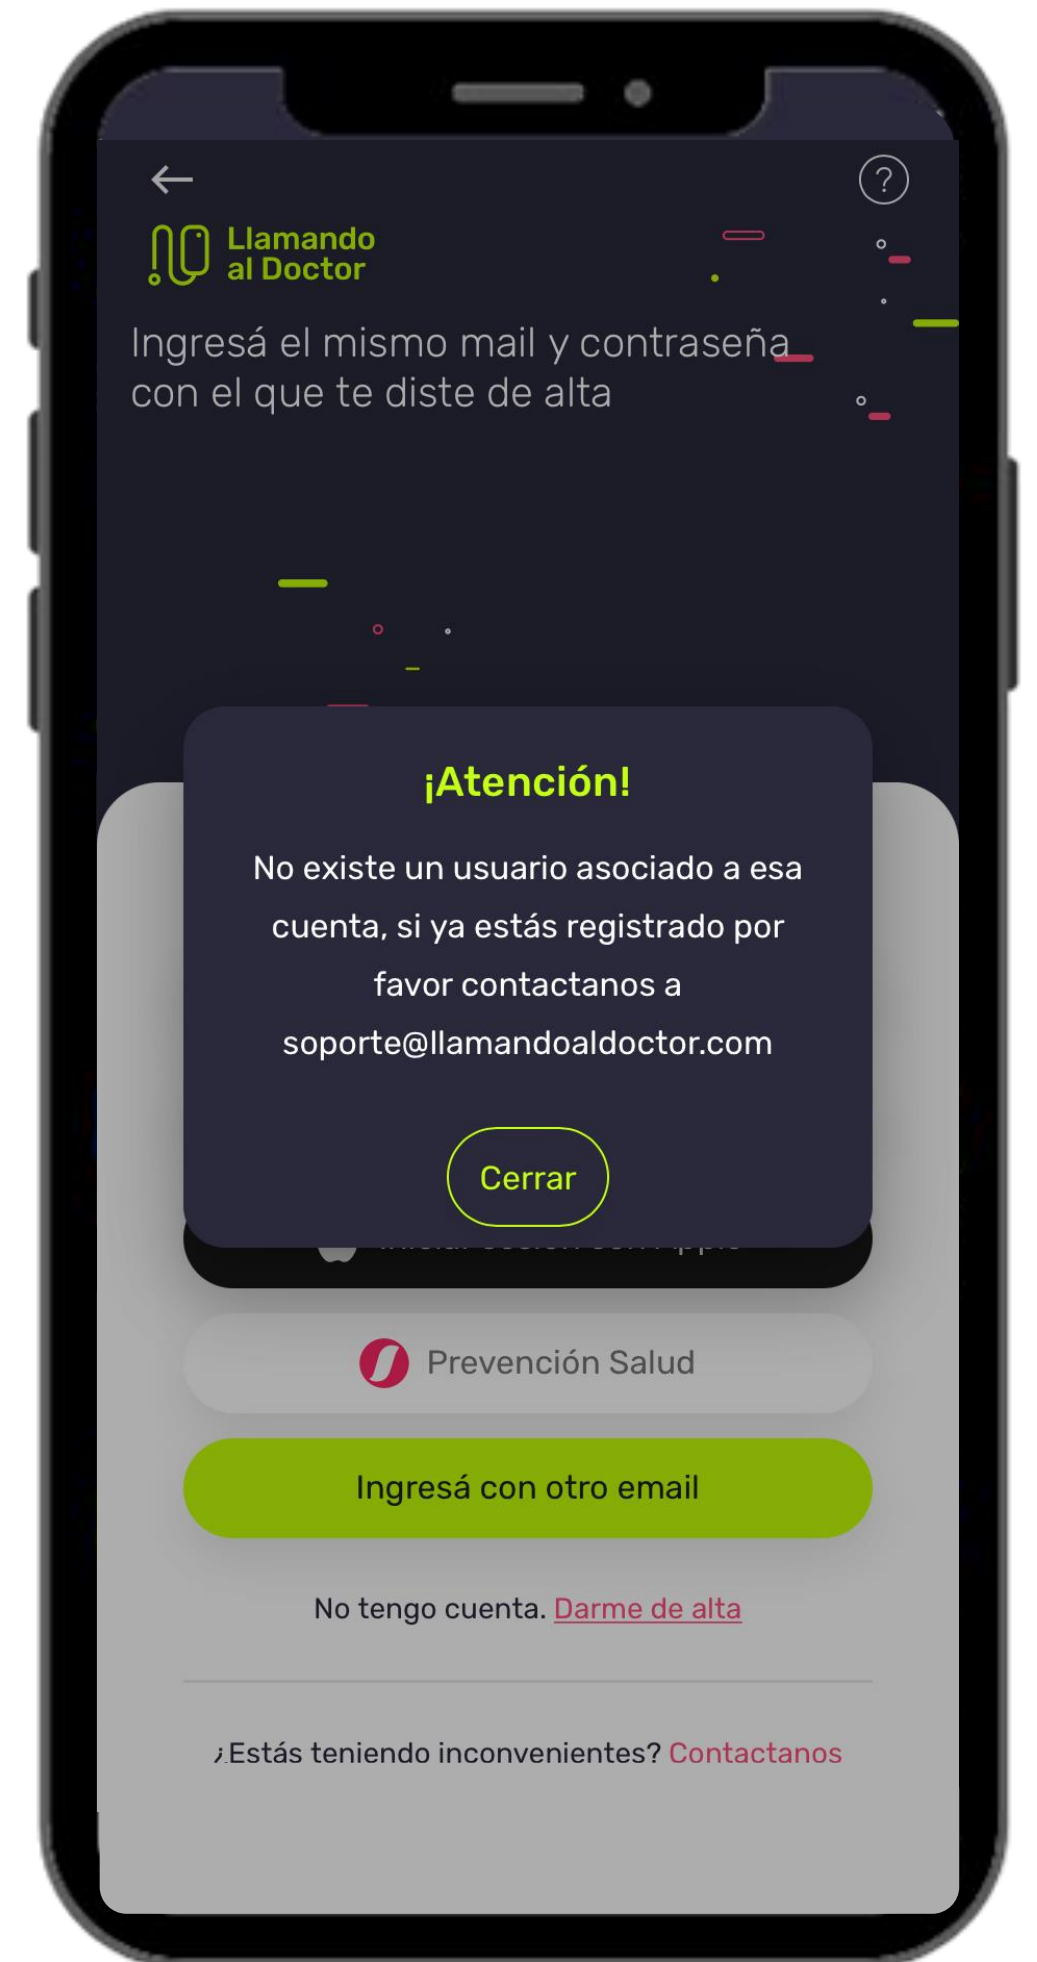 ?
Llamando
al Doctor
Ingresá el mismo mail y contraseña
con el que te diste de alta
¡Atención!
No existe un usuario asociado a esa
cuenta, si ya estás registrado por
favor contactanos a
soporte@llamandoaldoctor.com
Cerrar
Prevención Salud
Ingresá con otro email
No tengo cuenta. Darme de alta
¿Estás teniendo inconvenientes? Contactanos